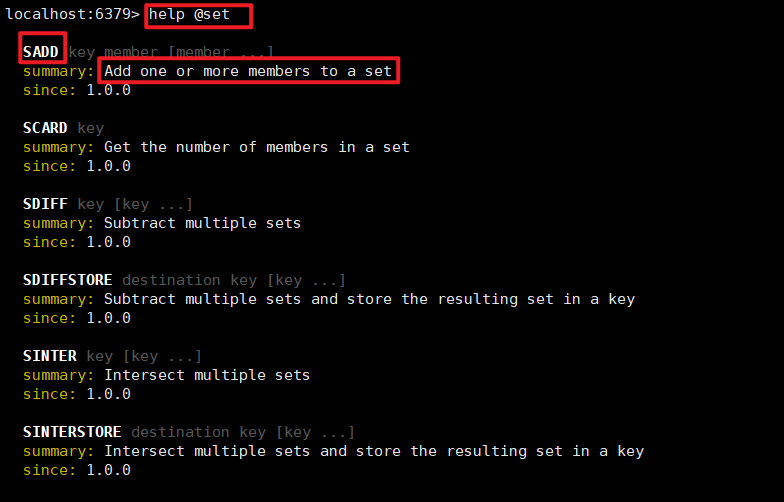 localhost:6379> help @set
SADD key member [member ...]
summary: Add one or more members to a set
since: 1.0.0
SCARD key
summary: Get the number of members in a set
since: 1.0.0
SDIFF key [key ...]
summary: Subtract multiple sets
since: 1.0.0
SDIFFSTORE destination key [key ...]
summary: Subtract multiple sets and store the resulting set in a key
since: 1.0.0
SINTER key [key ...]
summary: Intersect multiple sets
since: 1.0.0
SINTERSTORE destination key [key ...]
summary: Intersect multiple sets and store the resulting set in a key
since: 1.0.0